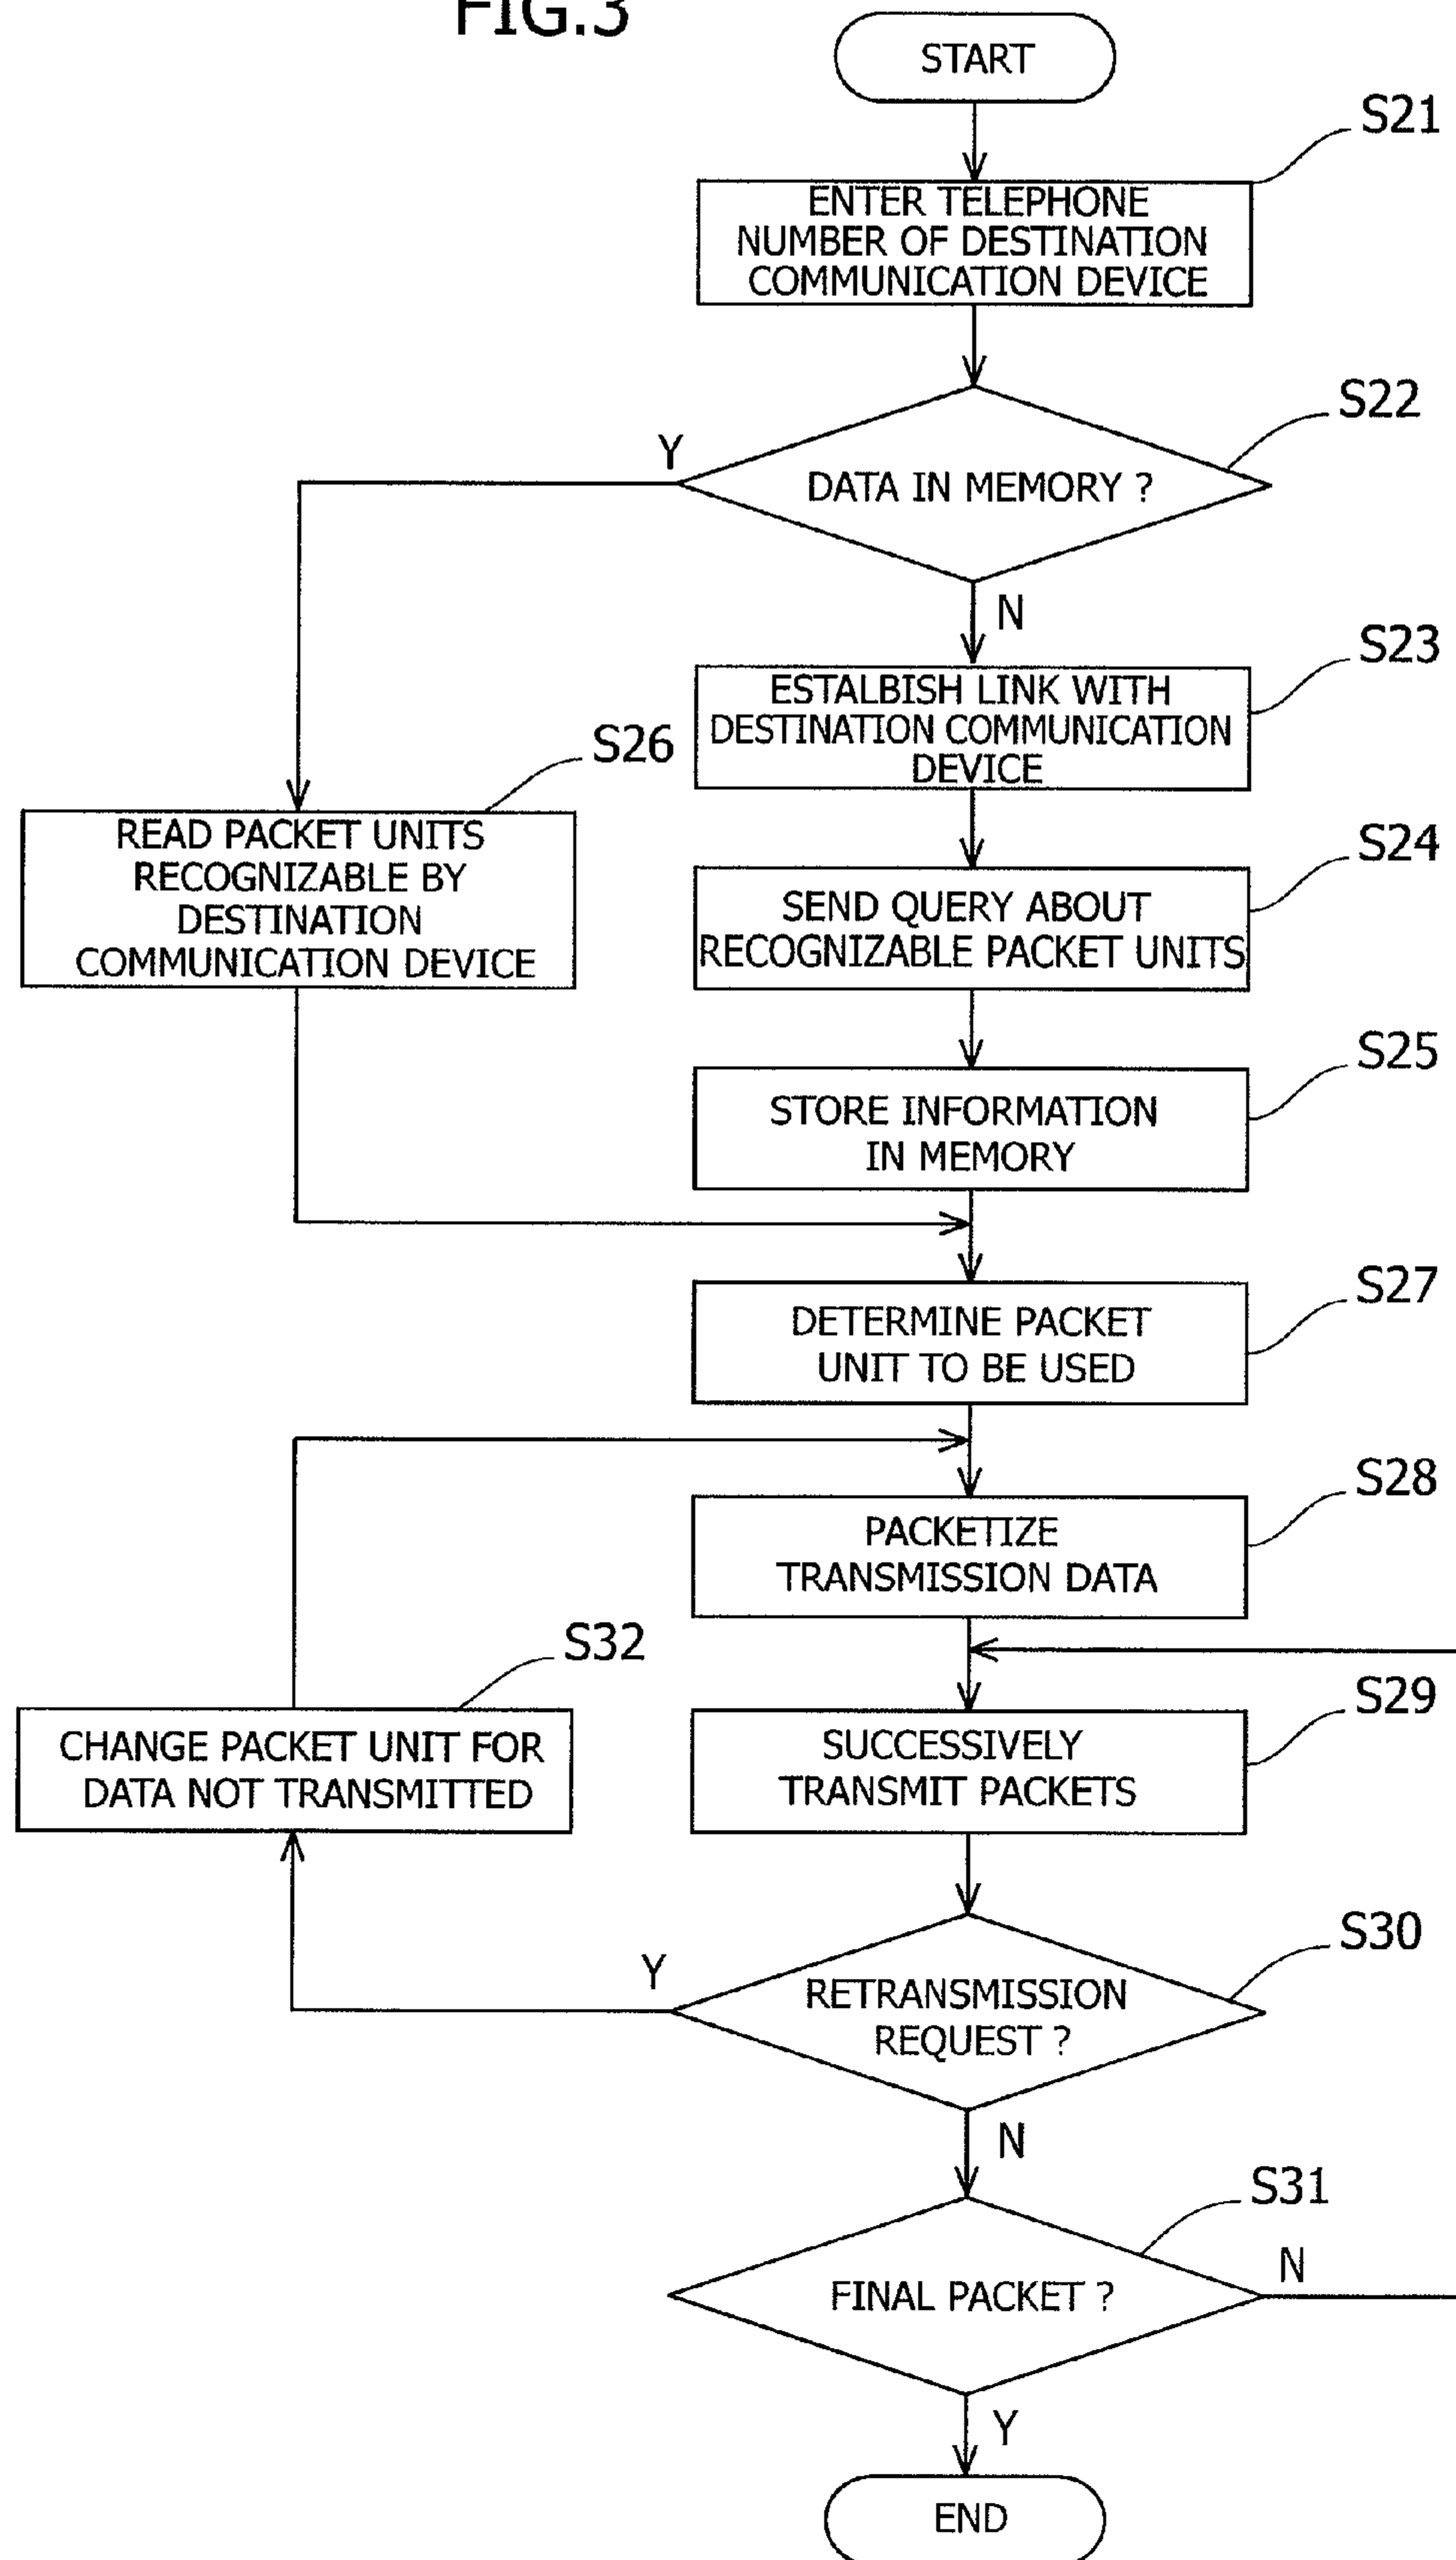 FIG.3
START
S21
ENTER TELEPHONE
NUMBER OF DESTINATION
COMMUNICATION DEVICE
S22
Y
DATA IN MEMORY ?
N
S23
ESTALBISH LINK WITH
DESTINATION COMMUNICATION
DEVICE
S26
READ PACKET UNITS
RECOGNIZABLE BY
DESTINATION
COMMUNICATION DEVICE
S24
SEND QUERY ABOUT
RECOGNIZABLE PACKET UNITS
S25
STORE INFORMATION
IN MEMORY
S27
DETERMINE PACKET
UNIT TO BE USED
S28
PACKETIZE
TRANSMISSION DATA
S32
CHANGE PACKET UNIT FOR
DATA NOT TRANSMITTED
S29
SUCCESSIVELY
TRANSMIT PACKETS
S30
Y
RETRANSMISSION
REQUEST ?
N
S31
FINAL PACKET ?
N
Y
END